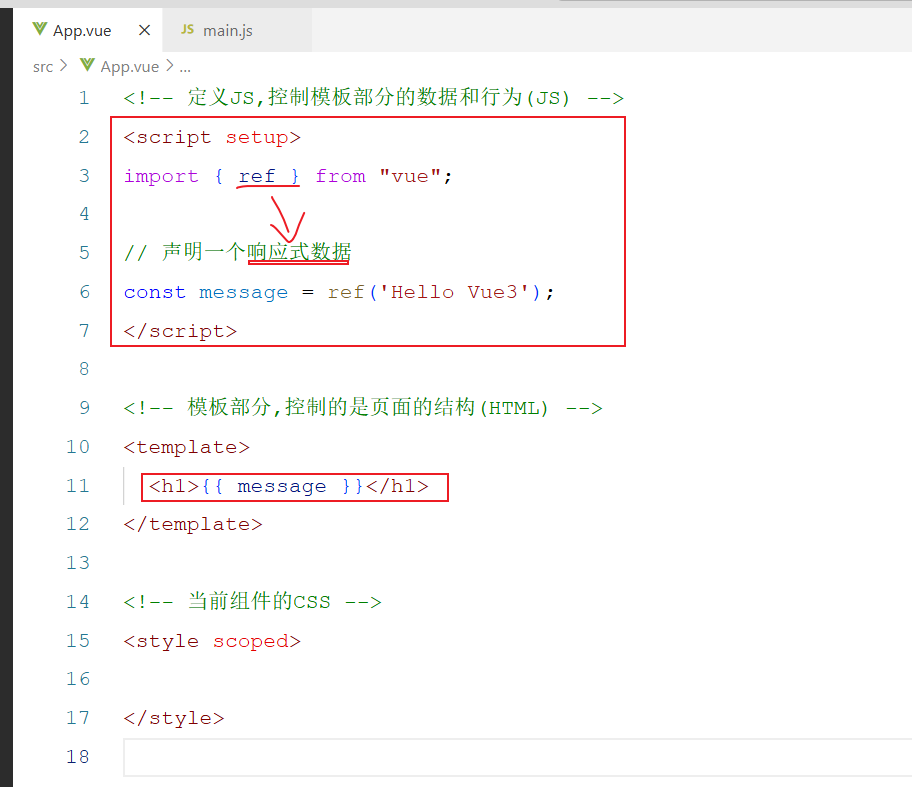 App.vue
JS main.js
src > App.vue > ...
1 <!-- 定义JS,控制模板部分的数据和行为(JS) -->
2 <script setup>
3 import { ref } from "vue";
4
5 // 声明一个响应式数据
6 const message = ref('Hello Vue3');
7 </script>
8
9 <!-- 模板部分,控制的是页面的结构(HTML) -->
10 <template>
11 <h1>{{ message }}</h1>
12 </template>
13
14 <!-- 当前组件的CSS -->
15 <style scoped>
16
17 </style>
18